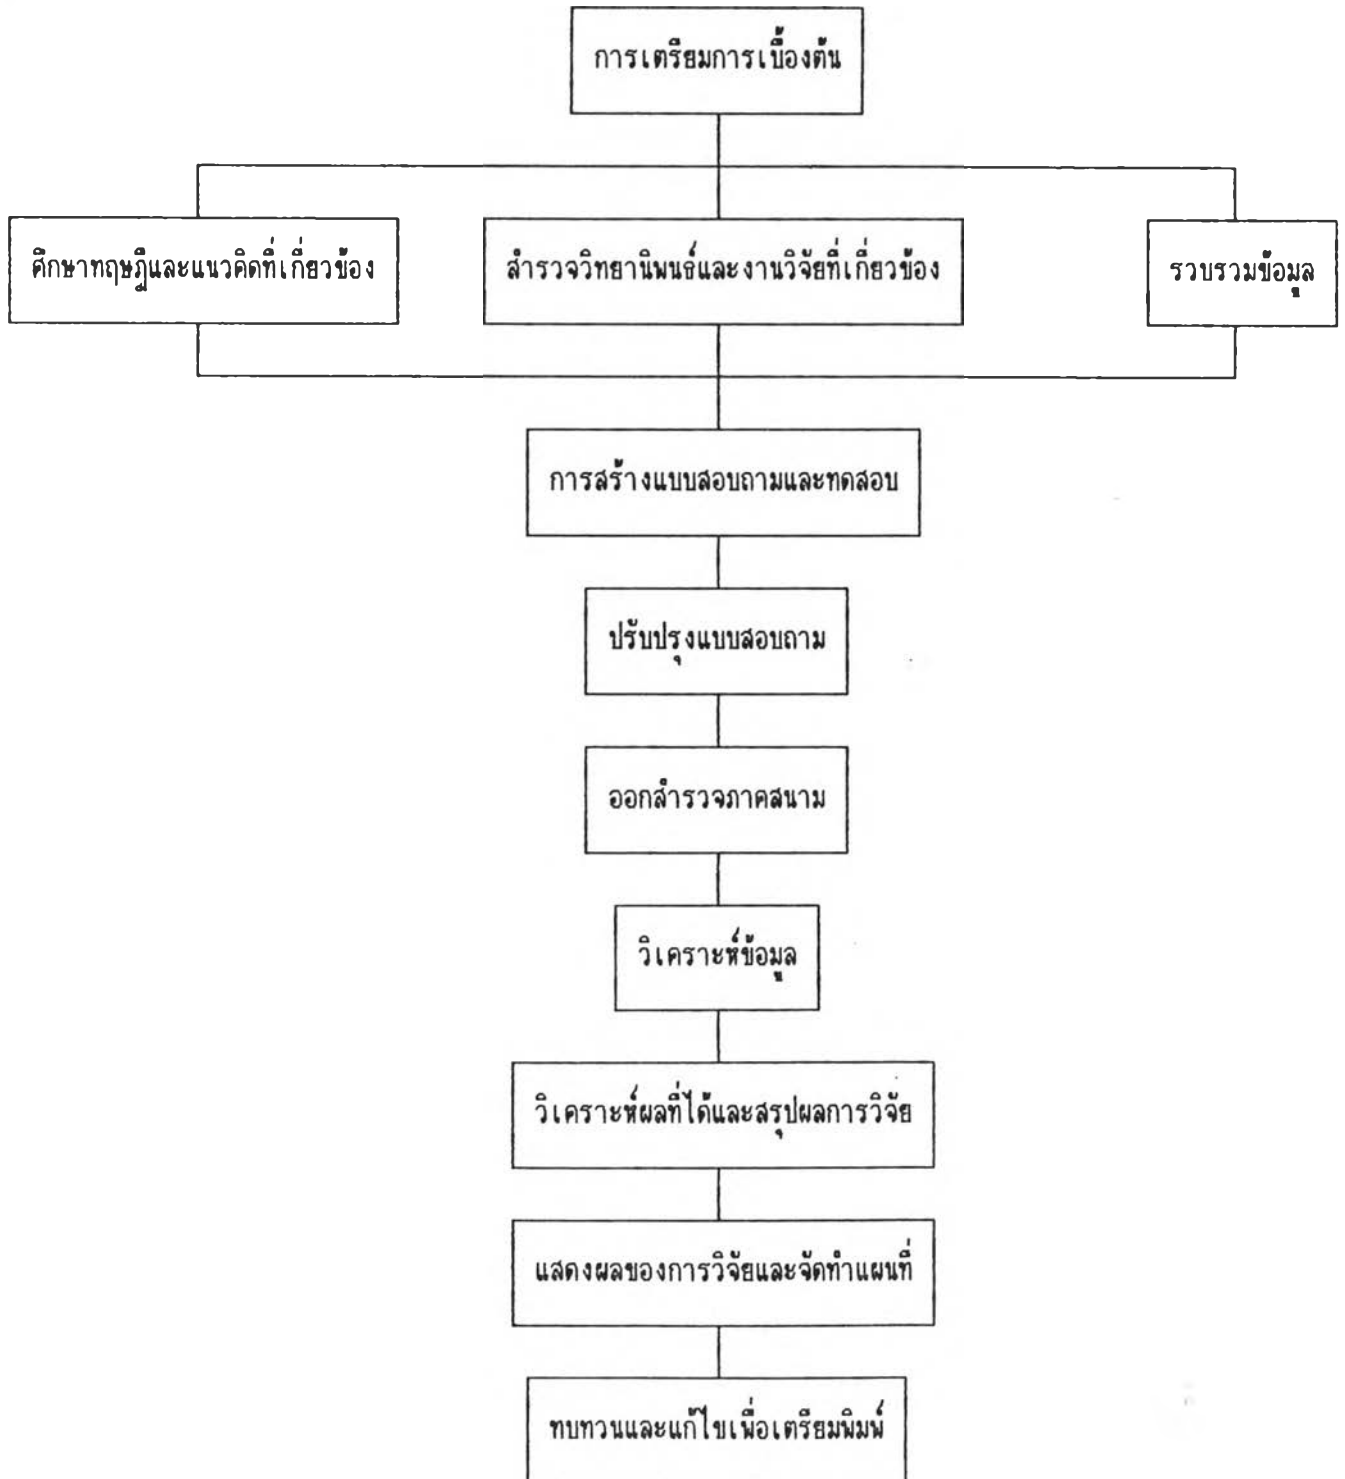 การเตรียมการเบื้องต้น
ศึกษาทฤษฎีและแนวคิดที่เกี่ยวข้อง
สำรวจวิทยานิพนธ์และงานวิจัยที่เกี่ยวข้อง
รวบรวมข้อมูล
การสร้างแบบสอบถามและทดสอบ
ปรับปรุงแบบสอบถาม
ออกสำรวจภาคสนาม
วิเคราะห์ข้อมูล
วิเคราะห์ผลที่ได้และสรุปผลการวิจัย
แสดงผลของการวิจัยและจัดทำแผนที่
ทบทวนและแก้ไขเพื่อเตรียมพิมพ์